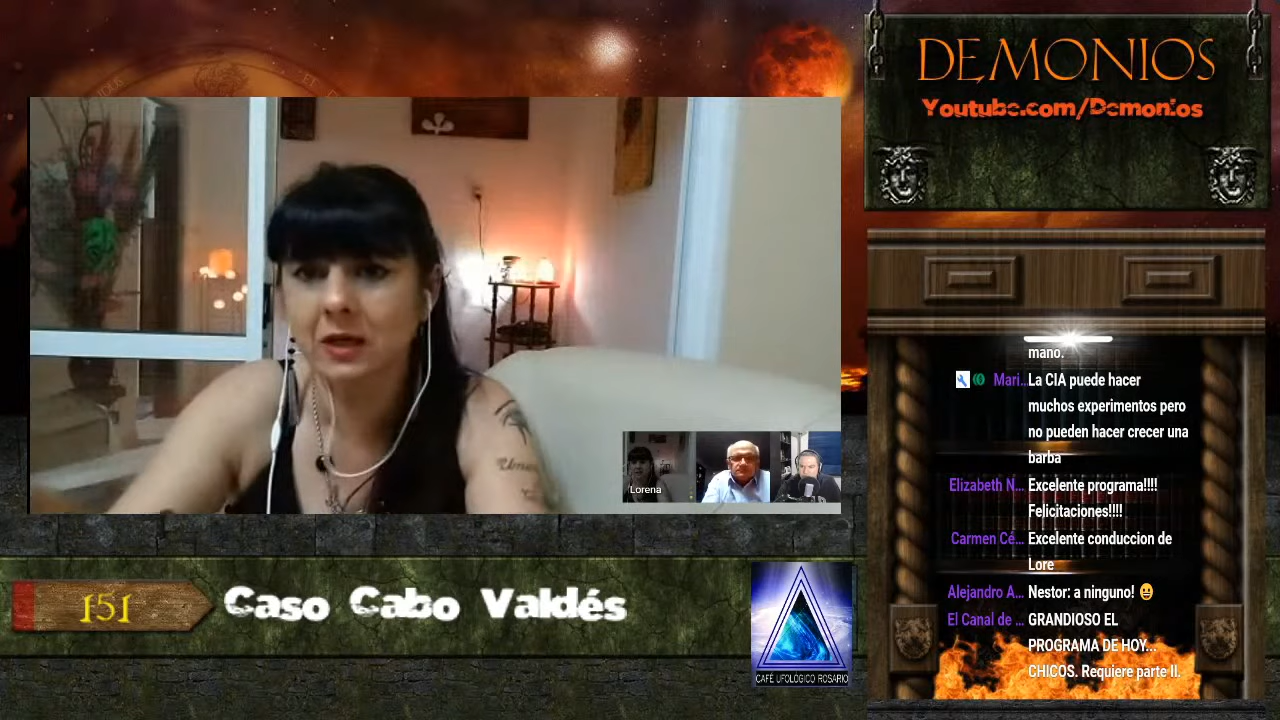 DEMONIOS
Youtube.com/Demonios
mano.
Mari... La CIA puede hacer
muchos experimentos pero
no pueden hacer crecer una
barba
Elizabeth N... Excelente programa!!!!
Felicitaciones!!!!
Carmen Cé... Excelente conduccion de
Lore
Alejandro A... Nestor: a ninguno! 😃
El Canal de ... GRANDIOSO EL
PROGRAMA DE HOY...
CHICOS. Requiere parte II.
Lorena
151
Caso Cabo Valdés
CAFÉ UFOLÓGICO ROSARIO